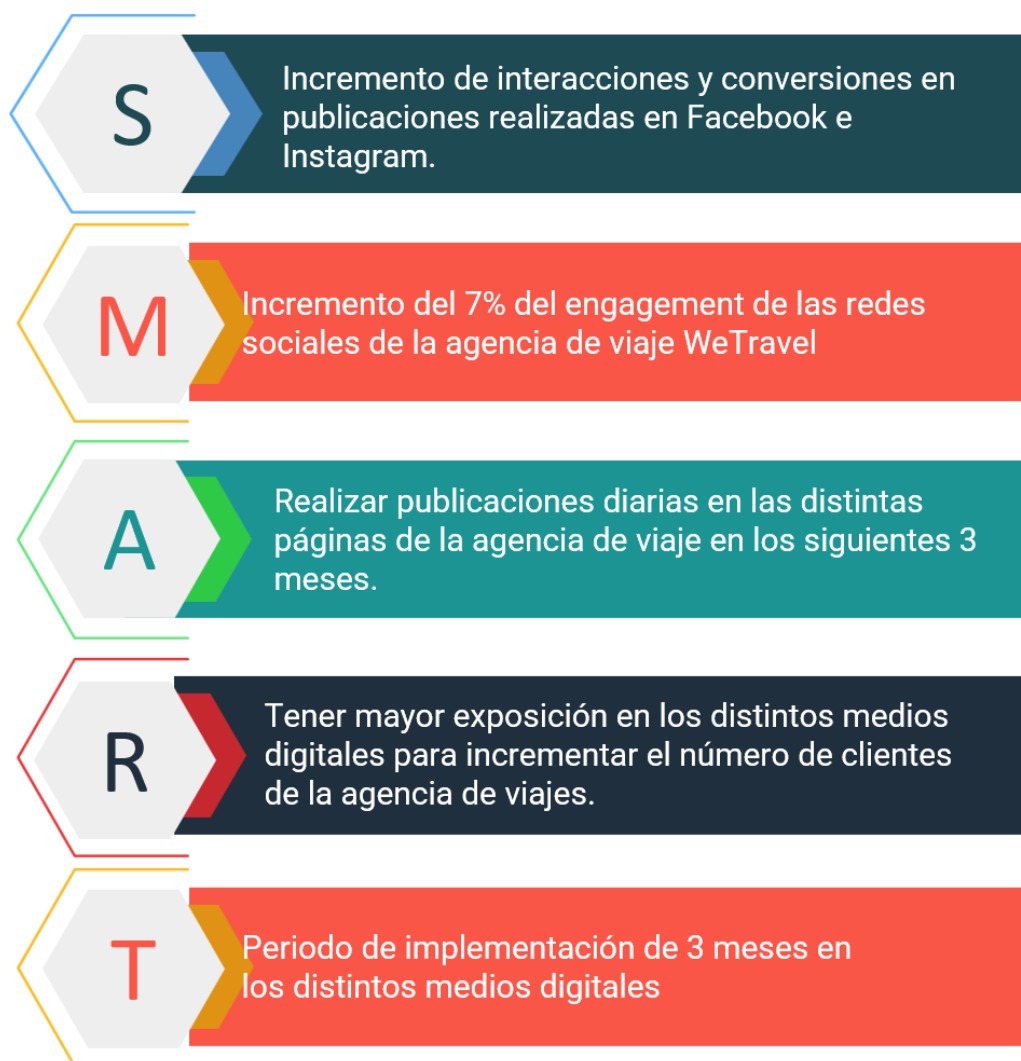 S
Incremento de interacciones y conversiones en
publicaciones realizadas en Facebook e
Instagram.
M
Incremento del 7% del engagement de las redes
sociales de la agencia de viaje WeTravel
A
Realizar publicaciones diarias en las distintas
páginas de la agencia de viaje en los siguientes 3
meses.
R
Tener mayor exposición en los distintos medios
digitales para incrementar el número de clientes
de la agencia de viajes.
T
Periodo de implementación de 3 meses en
los distintos medios digitales